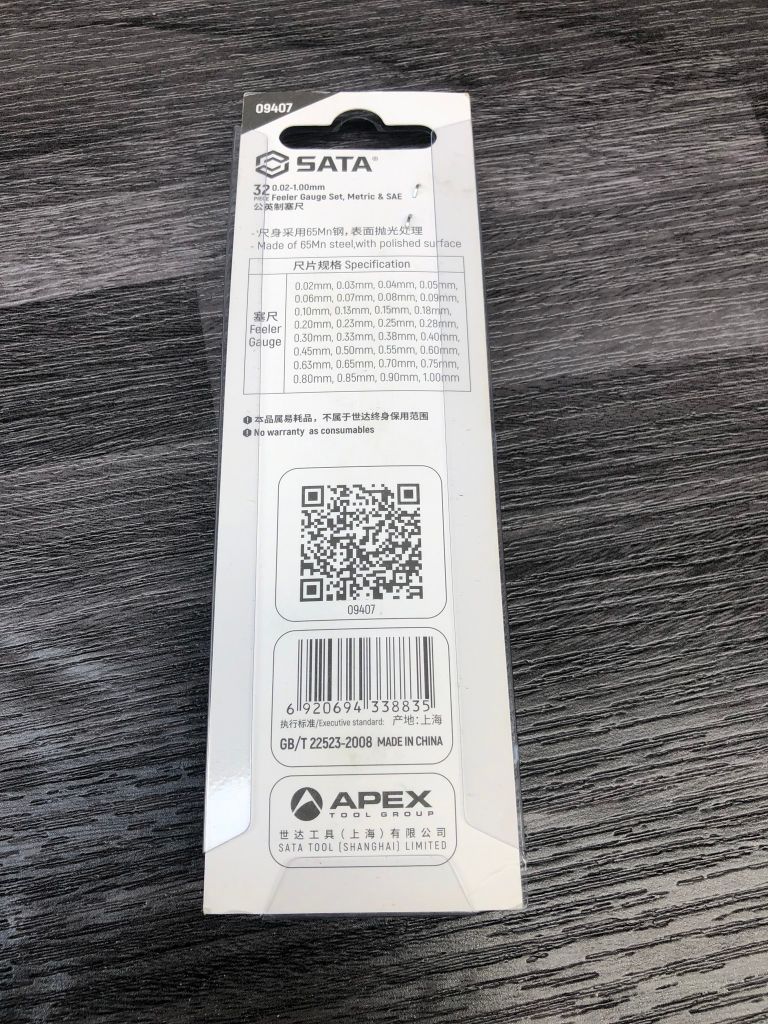 09407
SATA®
32 PIECE 0.02-1.00mm
Feeler Gauge Set, Metric & SAE
公英制塞尺
- 尺身采用65Mn钢，表面抛光处理
- Made of 65Mn steel,with polished surface
尺片规格 Specification
塞尺
Feeler
Gauge
0.02mm, 0.03mm, 0.04mm, 0.05mm,
0.06mm, 0.07mm, 0.08mm, 0.09mm,
0.10mm, 0.13mm, 0.15mm, 0.18mm,
0.20mm, 0.23mm, 0.25mm, 0.28mm,
0.30mm, 0.33mm, 0.38mm, 0.40mm,
0.45mm, 0.50mm, 0.55mm, 0.60mm,
0.63mm, 0.65mm, 0.70mm, 0.75mm,
0.80mm, 0.85mm, 0.90mm, 1.00mm
本品属易耗品，不属于世达终身保用范围
No warranty as consumables
09407
6 920694 338835
执行标准/Executive standard: 产地: 上海
GB/T 22523-2008 MADE IN CHINA
APEX
TOOL GROUP
世达工具（上海）有限公司
SATA TOOL (SHANGHAI) LIMITED